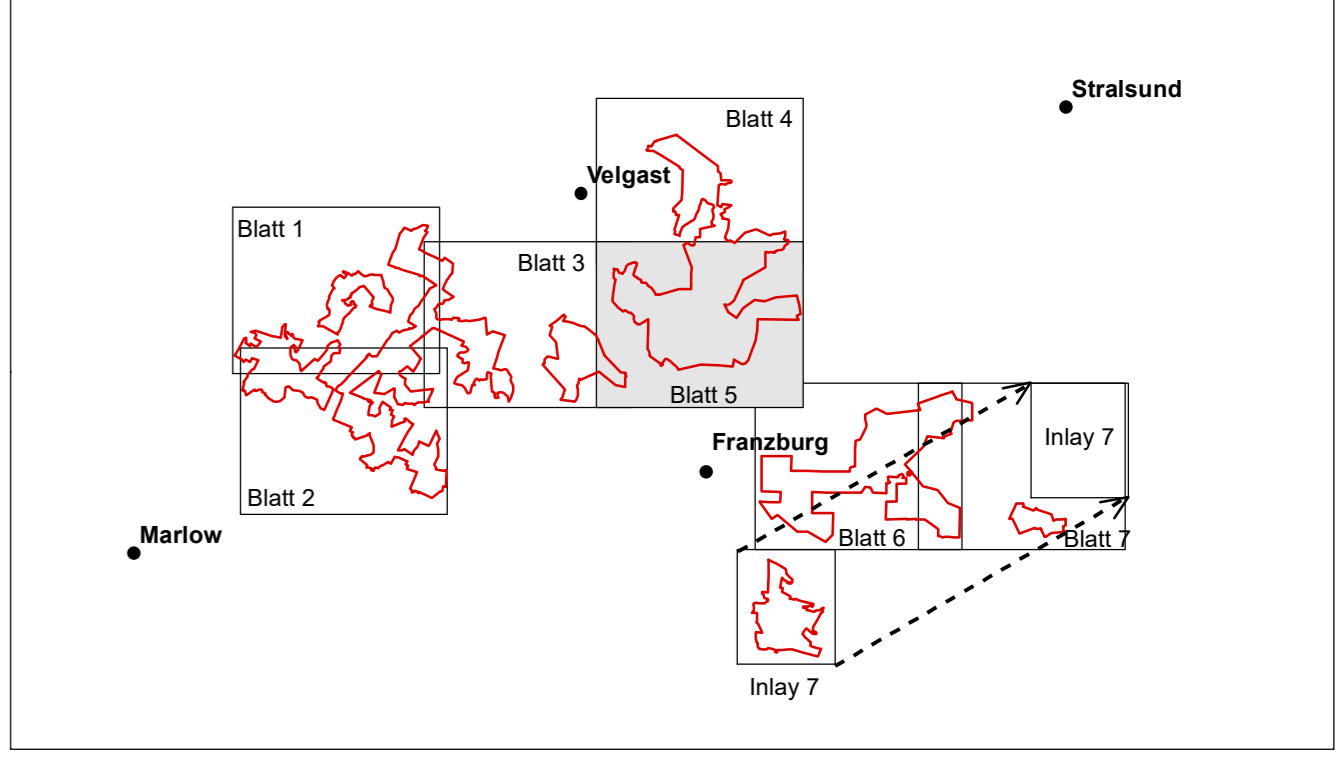 Stralsund
Blatt 4
Velgast
Blatt 1
Blatt 3
Blatt 5
Franzburg
Inlay 7
Blatt 2
Marlow
Blatt 6
Blatt 7
Inlay 7